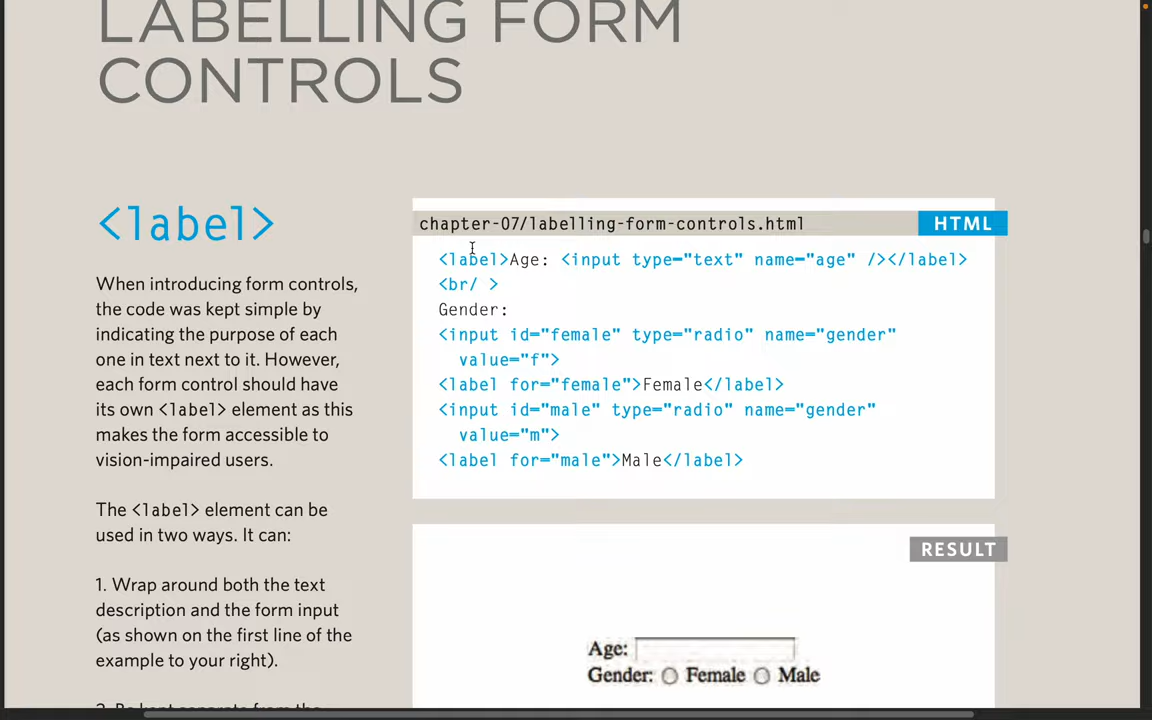 LABELLING FORM
CONTROLS
<label>
When introducing form controls,
the code was kept simple by
indicating the purpose of each
one in text next to it. However,
each form control should have
its own <label> element as this
makes the form accessible to
vision-impaired users.
The <label> element can be
used in two ways. It can:
1. Wrap around both the text
description and the form input
(as shown on the first line of the
example to your right).
2. Be kept separate from the
chapter-07/labelling-form-controls.html
HTML
<label>Age: <input type="text" name="age" /></label>
<br/ >
Gender:
<input id="female" type="radio" name="gender"
value="f">
<label for="female">Female</label>
<input id="male" type="radio" name="gender"
value="m">
<label for="male">Male</label>
RESULT
Age:
Gender: Female Male